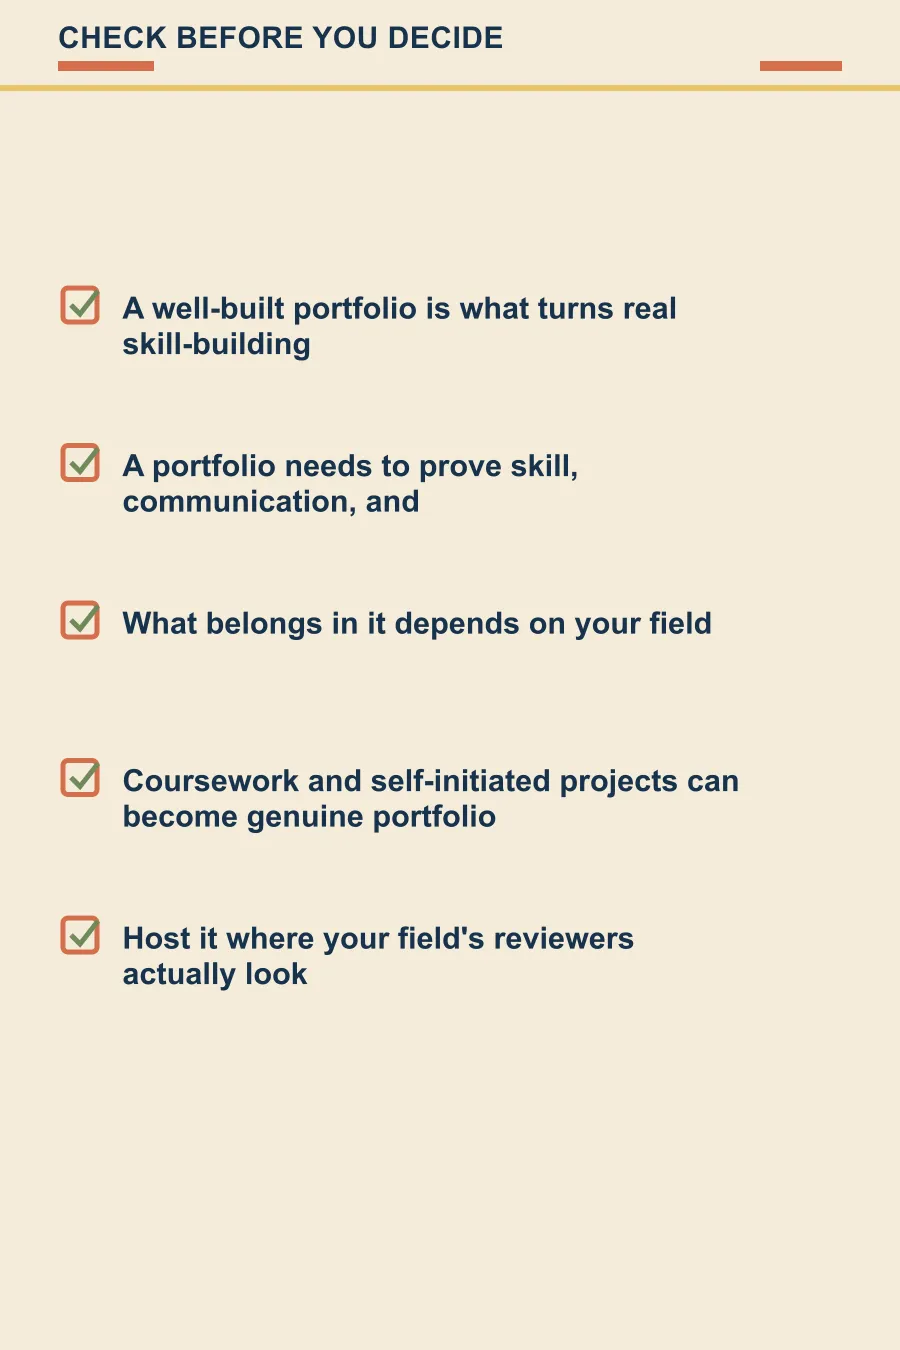 CHECK BEFORE YOU DECIDE
A well-built portfolio is what turns real
skill-building
A portfolio needs to prove skill,
communication, and
What belongs in it depends on your field
Coursework and self-initiated projects can
become genuine portfolio
Host it where your field's reviewers
actually look